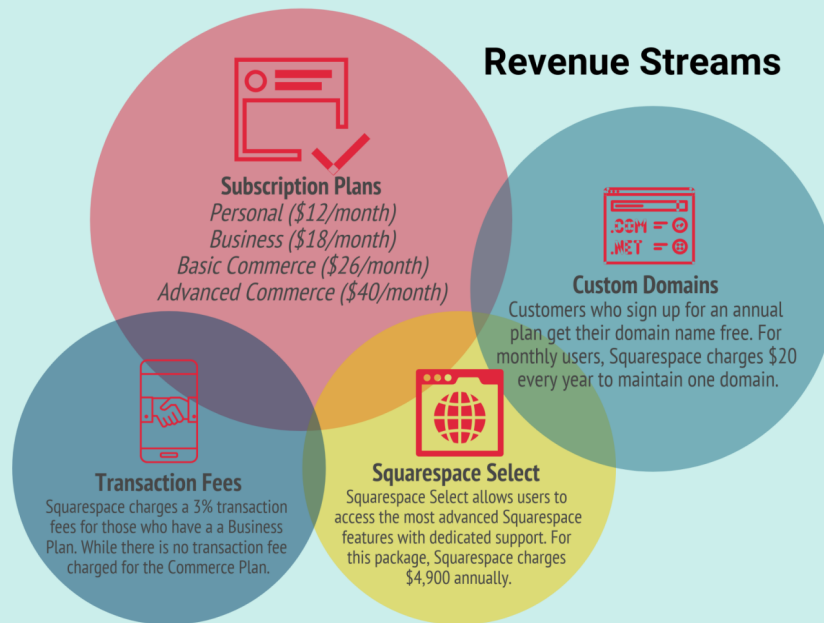 Revenue Streams
Subscription Plans
Personal ($12/month)
Business ($18/month)
Basic Commerce ($26/month)
Advanced Commerce ($40/month)
.COM =
.NET =
Custom Domains
Customers who sign up for an annual
plan get their domain name free. For
monthly users, Squarespace charges $20
every year to maintain one domain.
Transaction Fees
Squarespace charges a 3% transaction
fees for those who have a a Business
Plan. While there is no transaction fee
charged for the Commerce Plan.
Squarespace Select
Squarespace Select allows users to
access the most advanced Squarespace
features with dedicated support. For
this package, Squarespace charges
$4,900 annually.